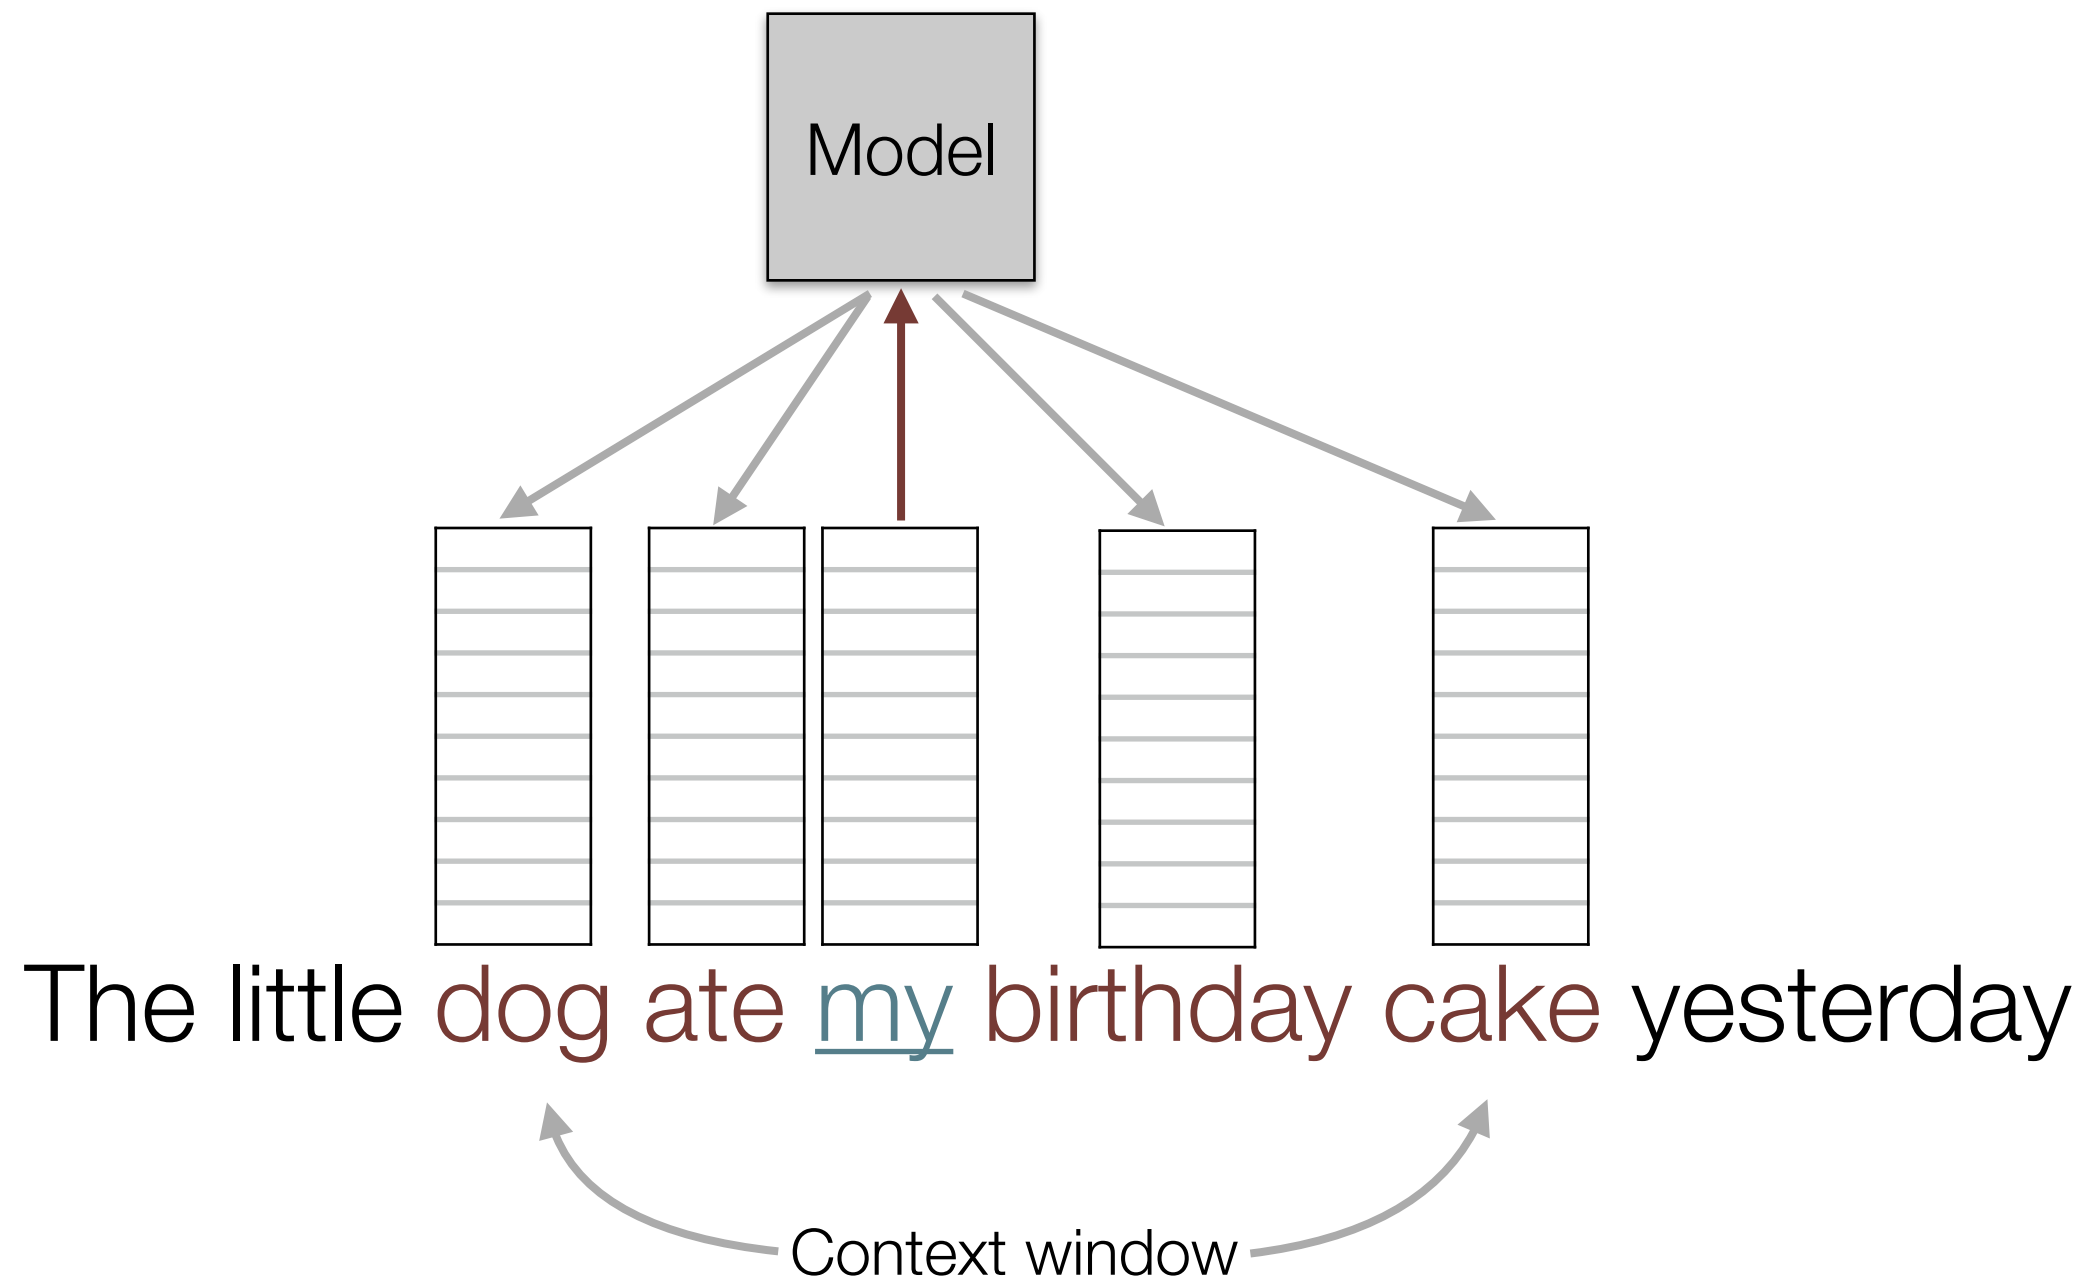 Model
The little dog ate my birthday cake yesterday
Context window